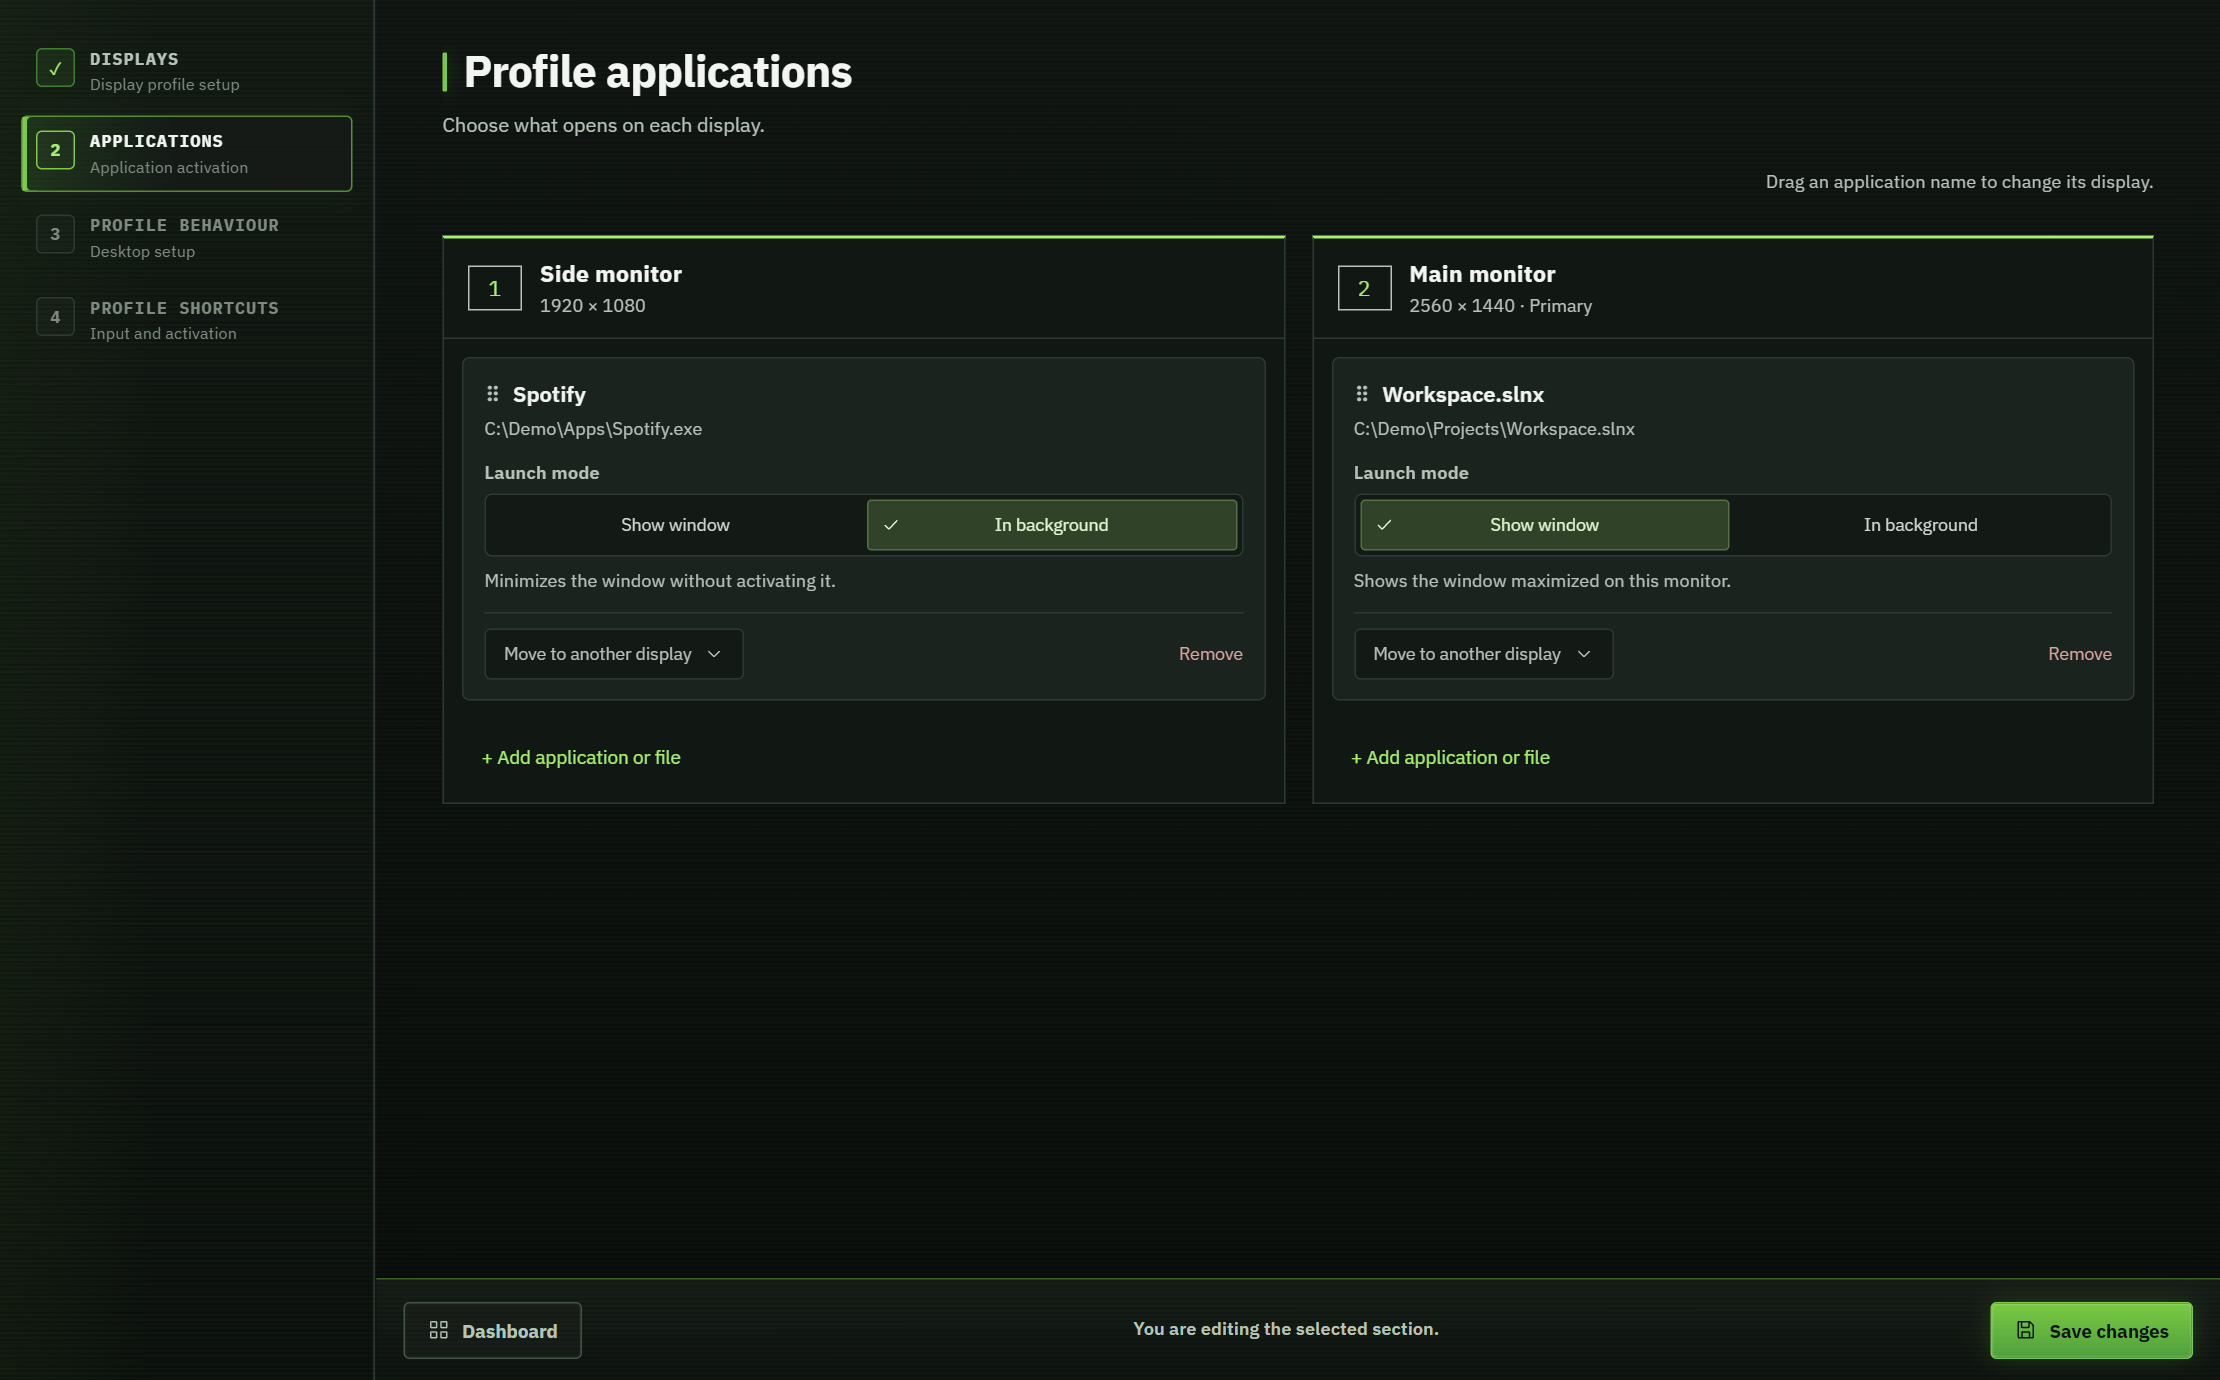 ✓
DISPLAYS
Display profile setup
2
APPLICATIONS
Application activation
3
PROFILE BEHAVIOUR
Desktop setup
4
PROFILE SHORTCUTS
Input and activation
Profile applications
Choose what opens on each display.
Drag an application name to change its display.
1
Side monitor
1920 × 1080
Spotify
C:\Demo\Apps\Spotify.exe
Launch mode
Show window
✓ In background
Minimizes the window without activating it.
Move to another display
Remove
+ Add application or file
2
Main monitor
2560 × 1440 · Primary
Workspace.slnx
C:\Demo\Projects\Workspace.slnx
Launch mode
✓ Show window
In background
Shows the window maximized on this monitor.
Move to another display
Remove
+ Add application or file
Dashboard
You are editing the selected section.
Save changes